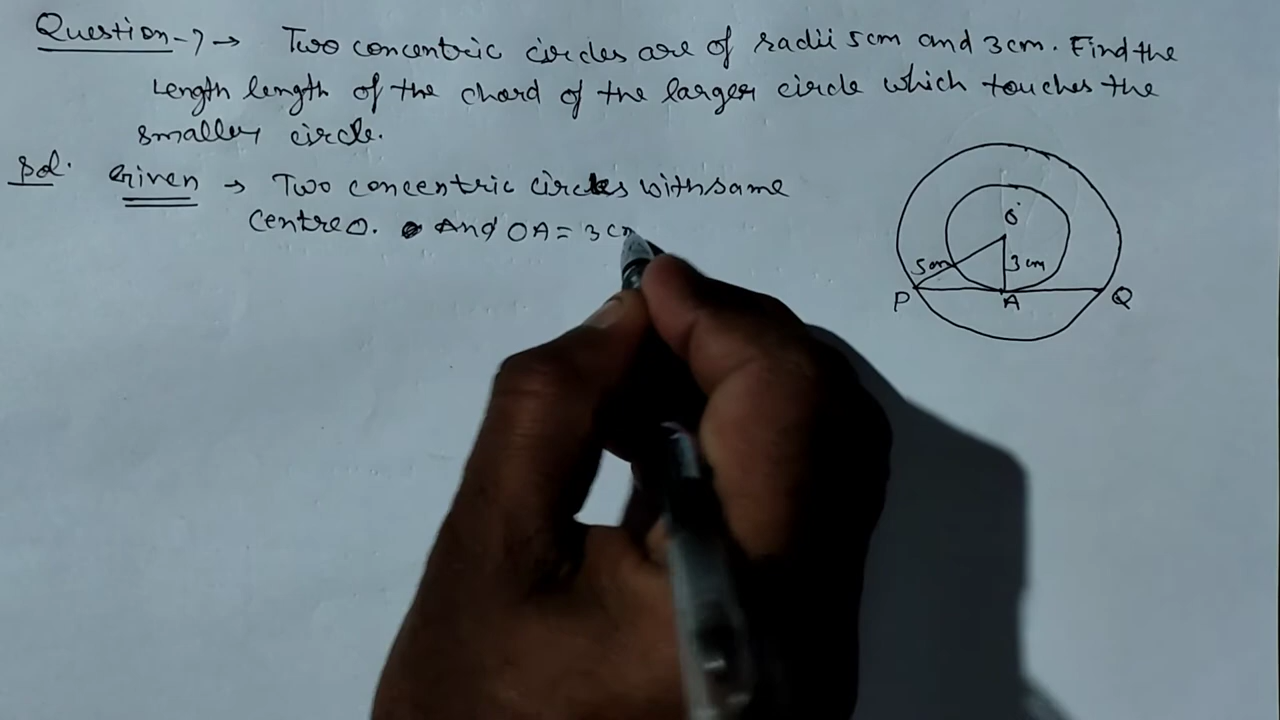 Question-7 → Two concentric circles are of radii 5cm and 3cm. Find the
Length length of the chord of the larger circle which touches the
smaller circle.
Sol. Given → Two concentric circles with same
Centre O. And OA = 3 cm
O
5cm 3cm
P A Q